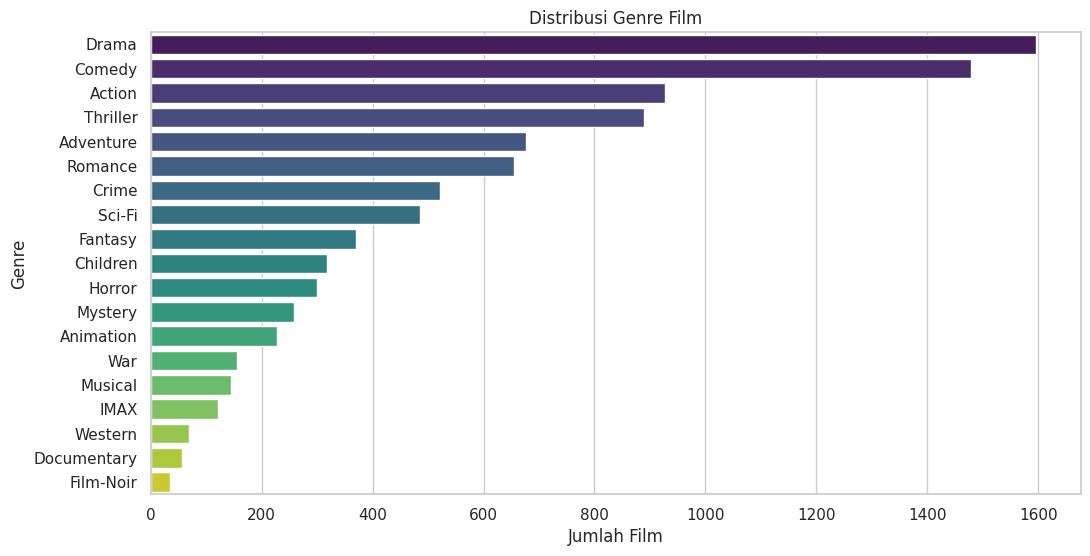 Distribusi Genre Film
Genre
Drama
Comedy
Action
Thriller
Adventure
Romance
Crime
Sci-Fi
Fantasy
Children
Horror
Mystery
Animation
War
Musical
IMAX
Western
Documentary
Film-Noir
0 200 400 600 800 1000 1200 1400 1600
Jumlah Film